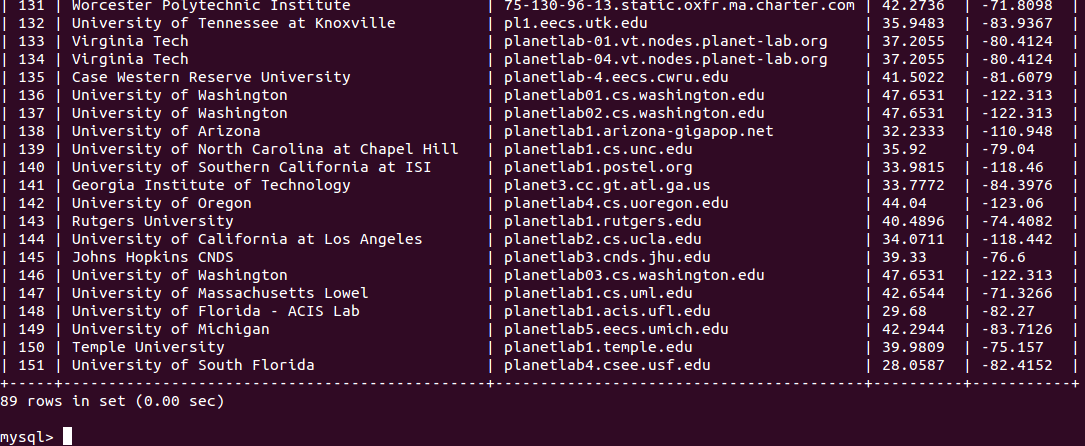 | 131 | Worcester Polytechnic Institute | 75-130-96-13.static.oxfr.ma.charter.com | 42.2736 | -71.8098 |
| 132 | University of Tennessee at Knoxville | pl1.eecs.utk.edu | 35.9483 | -83.9367 |
| 133 | Virginia Tech | planetlab-01.vt.nodes.planet-lab.org | 37.2055 | -80.4124 |
| 134 | Virginia Tech | planetlab-04.vt.nodes.planet-lab.org | 37.2055 | -80.4124 |
| 135 | Case Western Reserve University | planetlab-4.eecs.cwru.edu | 41.5022 | -81.6079 |
| 136 | University of Washington | planetlab01.cs.washington.edu | 47.6531 | -122.313 |
| 137 | University of Washington | planetlab02.cs.washington.edu | 47.6531 | -122.313 |
| 138 | University of Arizona | planetlab1.arizona-gigapop.net | 32.2333 | -110.948 |
| 139 | University of North Carolina at Chapel Hill | planetlab1.cs.unc.edu | 35.92 | -79.04 |
| 140 | University of Southern California at ISI | planetlab1.postel.org | 33.9815 | -118.46 |
| 141 | Georgia Institute of Technology | planet3.cc.gt.atl.ga.us | 33.7772 | -84.3976 |
| 142 | University of Oregon | planetlab4.cs.uoregon.edu | 44.04 | -123.06 |
| 143 | Rutgers University | planetlab1.rutgers.edu | 40.4896 | -74.4082 |
| 144 | University of California at Los Angeles | planetlab2.cs.ucla.edu | 34.0711 | -118.442 |
| 145 | Johns Hopkins CNDS | planetlab3.cnds.jhu.edu | 39.33 | -76.6 |
| 146 | University of Washington | planetlab03.cs.washington.edu | 47.6531 | -122.313 |
| 147 | University of Massachusetts Lowel | planetlab1.cs.uml.edu | 42.6544 | -71.3266 |
| 148 | University of Florida - ACIS Lab | planetlab1.acis.ufl.edu | 29.68 | -82.27 |
| 149 | University of Michigan | planetlab5.eecs.umich.edu | 42.2944 | -83.7126 |
| 150 | Temple University | planetlab1.temple.edu | 39.9809 | -75.157 |
| 151 | University of South Florida | planetlab4.csee.usf.edu | 28.0587 | -82.4152 |
+-----+-----------------------------------------------+-----------------------------------------+----------+-----------+
89 rows in set (0.00 sec)
mysql>